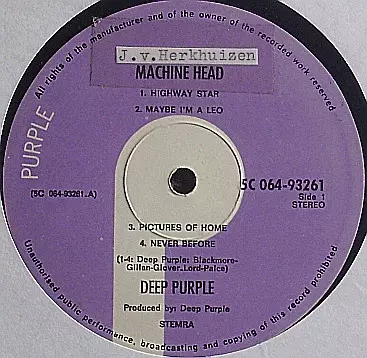 All rights of the manufacturer and of the owner of the recorded work reserved
J.v.Herkhuizen
MACHINE HEAD
1. HIGHWAY STAR
2. MAYBE I'M A LEO
PURPLE
(5C 064-93261.A)
5C 064-93261
Side 1
STEREO
3. PICTURES OF HOME
4. NEVER BEFORE
(1-4: Deep Purple: Blackmore-
Gillan-Glover.Lord-Paice)
DEEP PURPLE
Produced by: Deep Purple
STEMRA
Unauthorised public performance, broadcasting and copying of this record prohibited